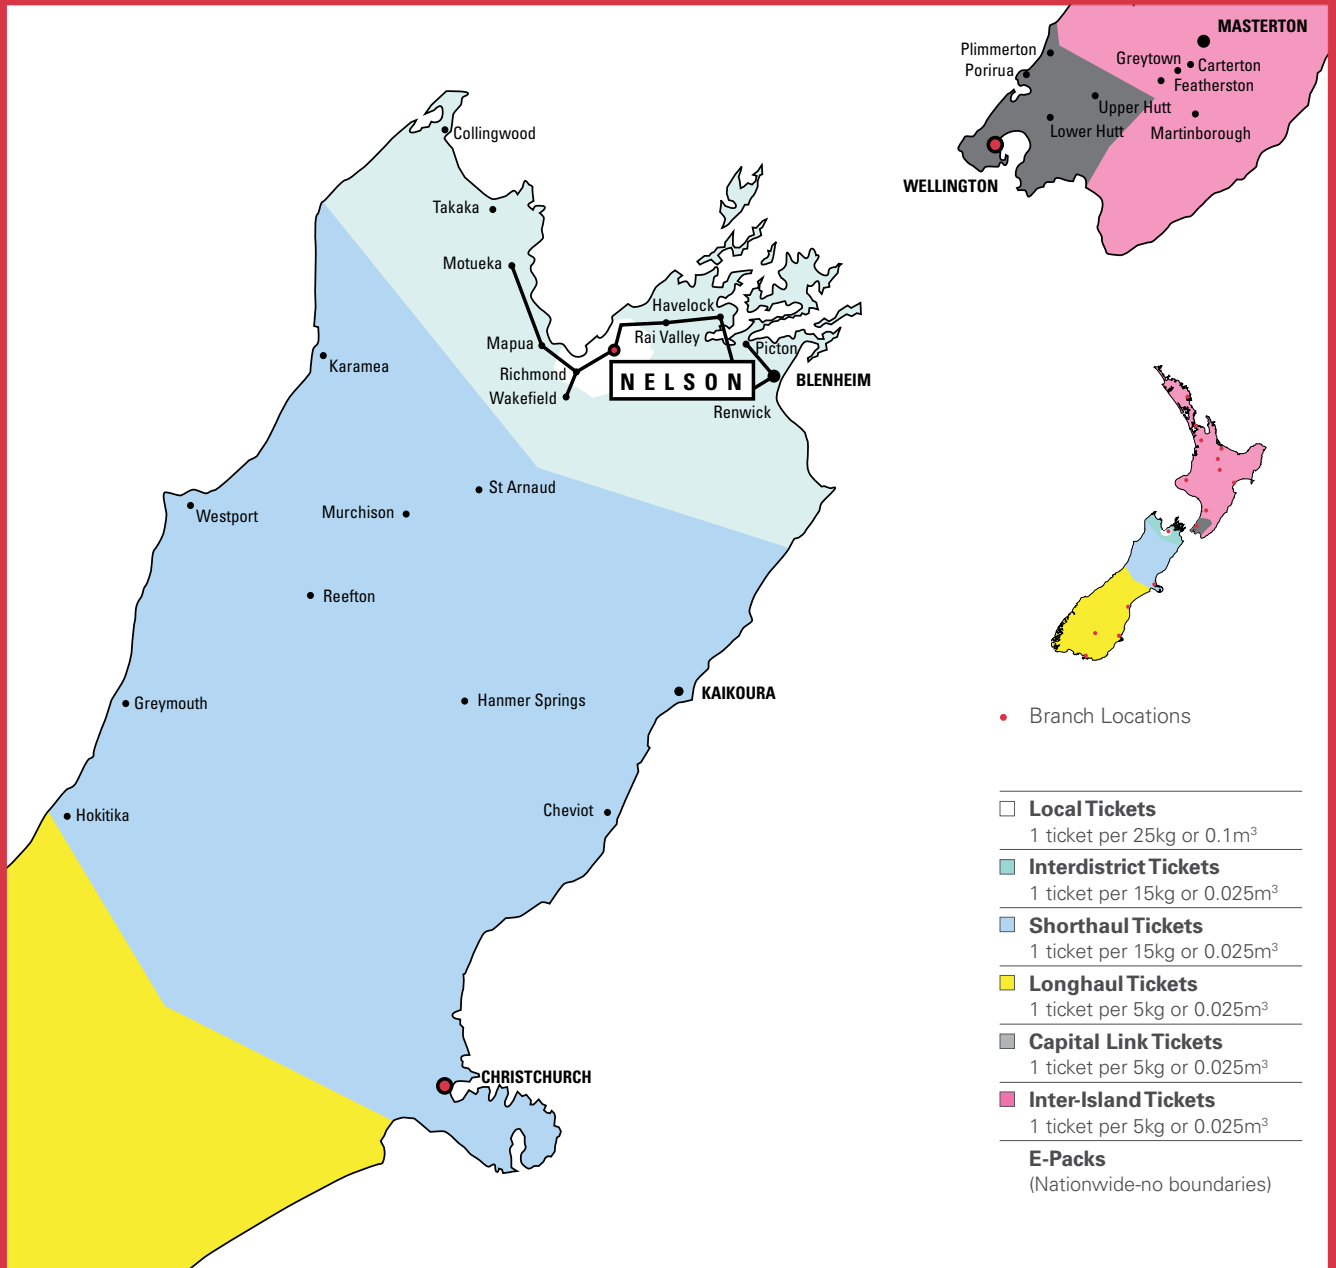 MASTERTON
Plimmerton
Greytown
Carterton
Porirua
Featherston
Upper Hutt
Lower Hutt
Martinborough
WELLINGTON
Collingwood
Takaka
Motueka
Havelock
Rai Valley
Mapua
Picton
Karamea
Richmond
NELSON
BLENHEIM
Wakefield
Renwick
St Arnaud
Westport
Murchison
Reefton
Greymouth
Hanmer Springs
KAIKOURA
Hokitika
Cheviot
CHRISTCHURCH
Branch Locations
Local Tickets
1 ticket per 25kg or 0.1m³
Interdistrict Tickets
1 ticket per 15kg or 0.025m³
Shorthaul Tickets
1 ticket per 15kg or 0.025m³
Longhaul Tickets
1 ticket per 5kg or 0.025m³
Capital Link Tickets
1 ticket per 5kg or 0.025m³
Inter-Island Tickets
1 ticket per 5kg or 0.025m³
E-Packs
(Nationwide-no boundaries)